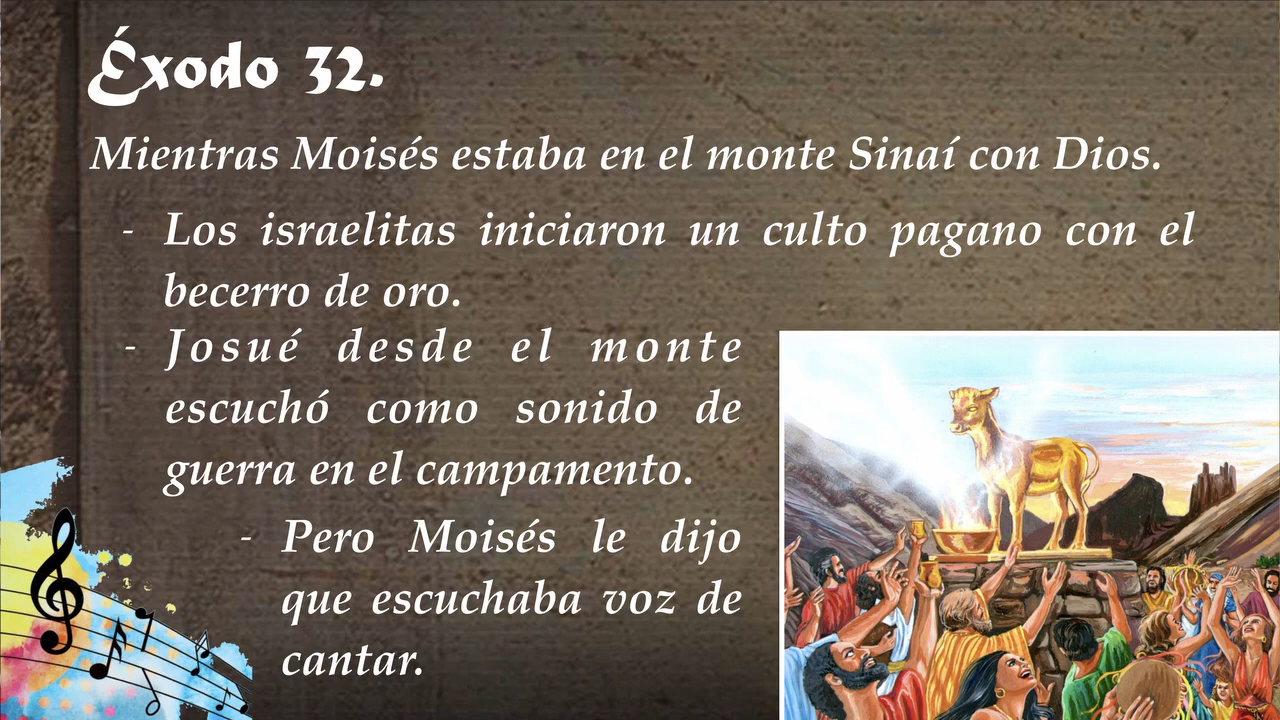 Éxodo 32.
Mientras Moisés estaba en el monte Sinaí con Dios.
- Los israelitas iniciaron un culto pagano con el
becerro de oro.
- Josué desde el monte
escuchó como sonido de
guerra en el campamento.
- Pero Moisés le dijo
que escuchaba voz de
cantar.